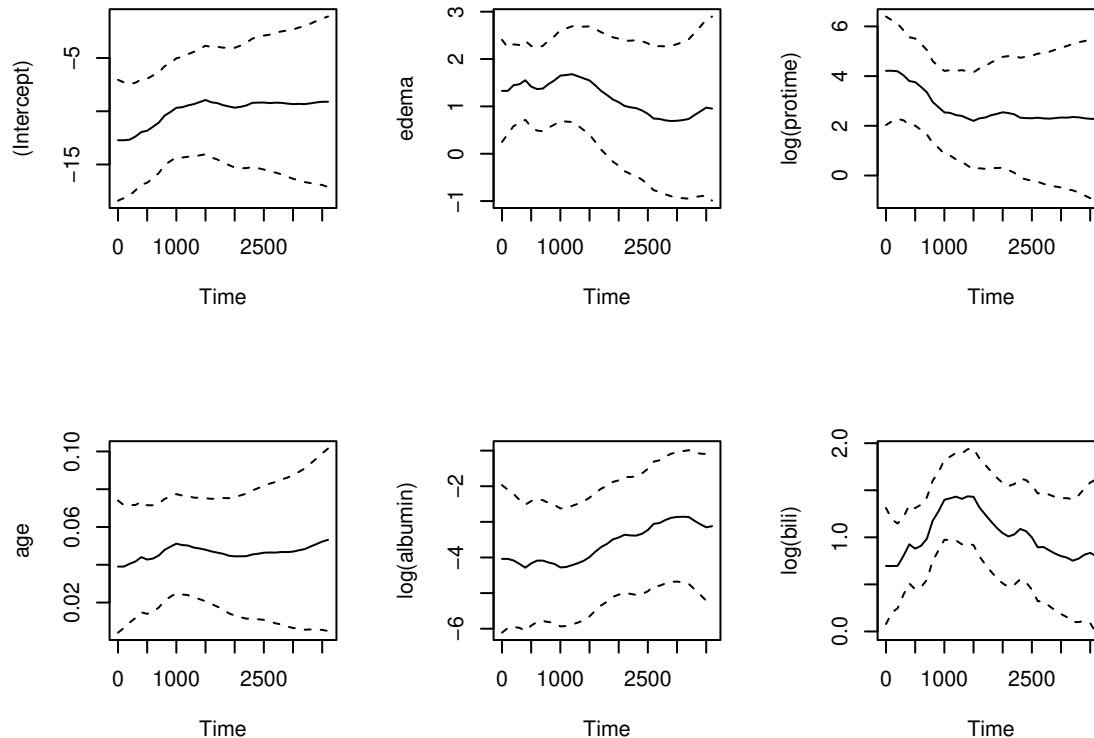 (Intercept)
-5
-15
0 1000 2500
Time
edema
3
2
1
0
-1
0 1000 2500
Time
log(protime)
6
4
2
0
0 1000 2500
Time
age
0.10
0.06
0.02
0 1000 2500
Time
log(albumin)
-2
-4
-6
0 1000 2500
Time
log(bili)
2.0
1.0
0.0
0 1000 2500
Time